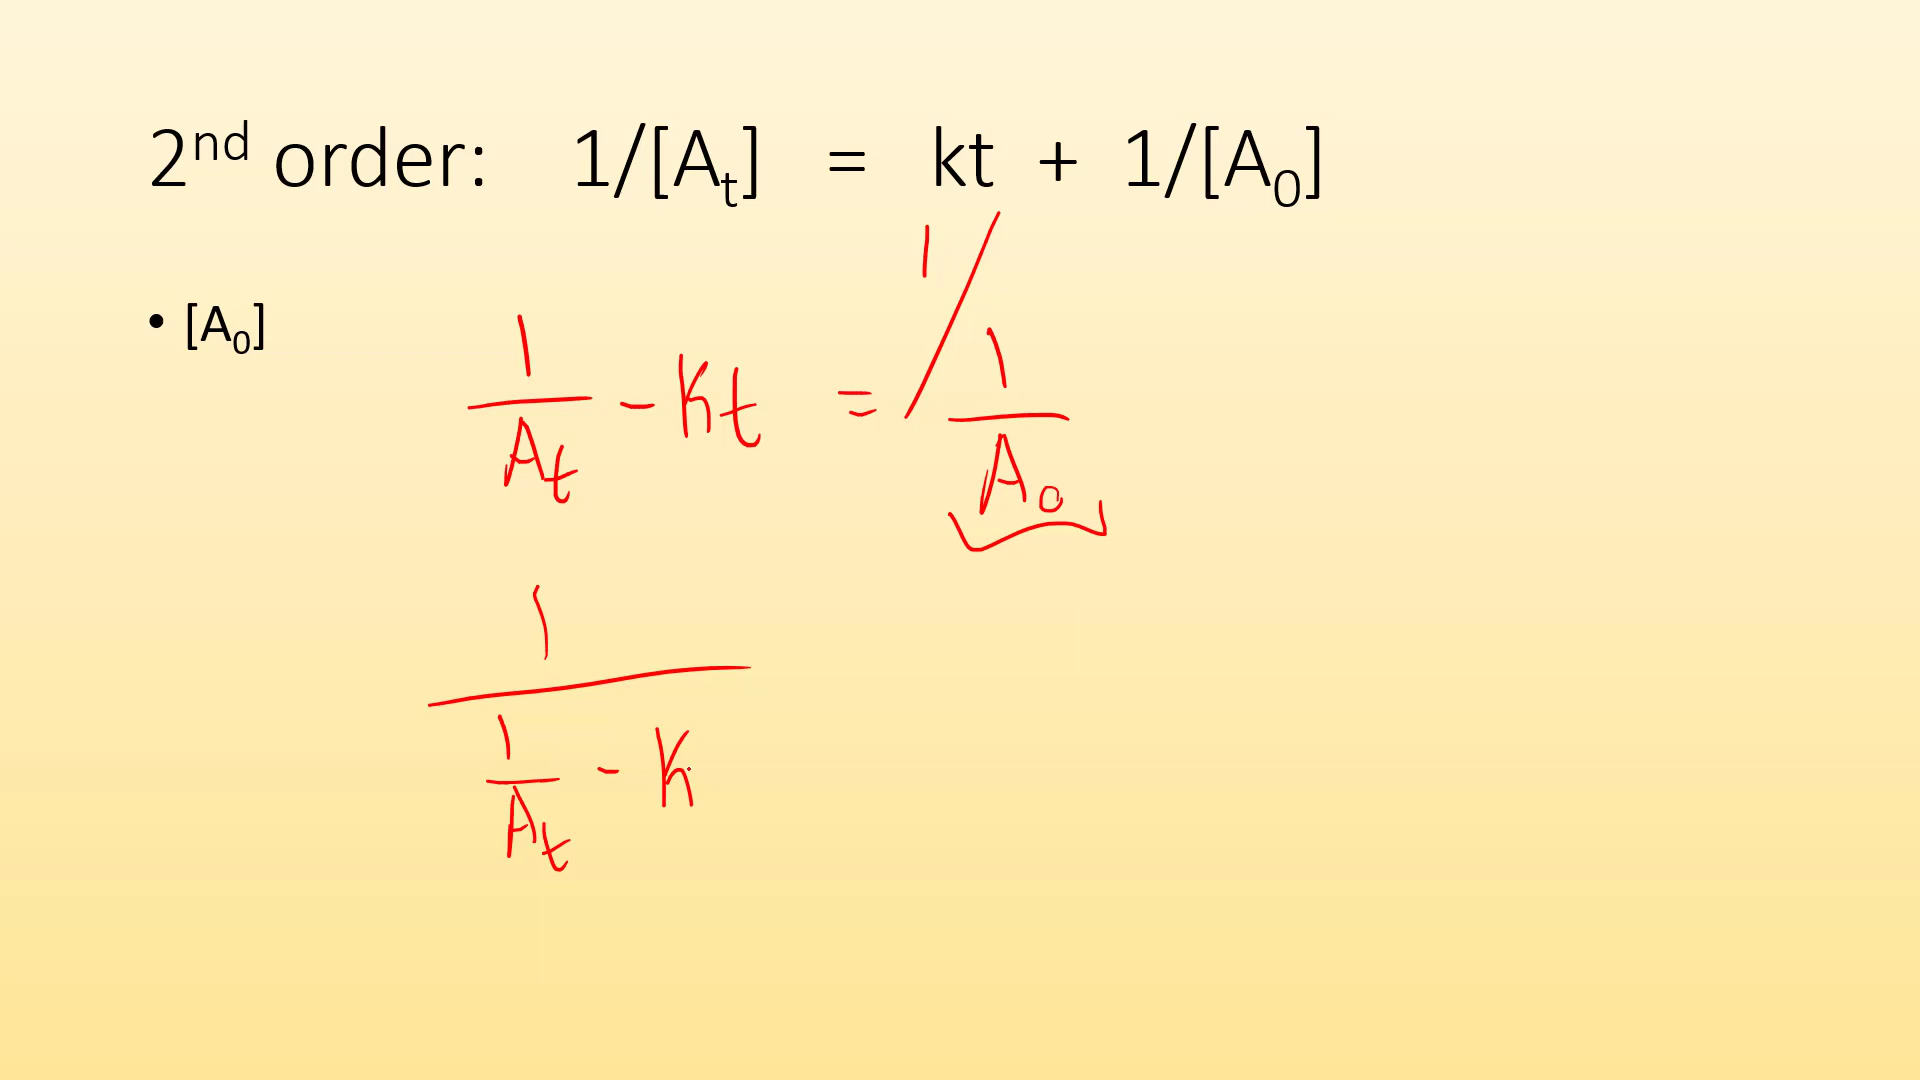 2nd order: 1/[At] = kt + 1/[A0]
• [A0]
1/
1/At - Kt = 1/A0
1/(1/At - K